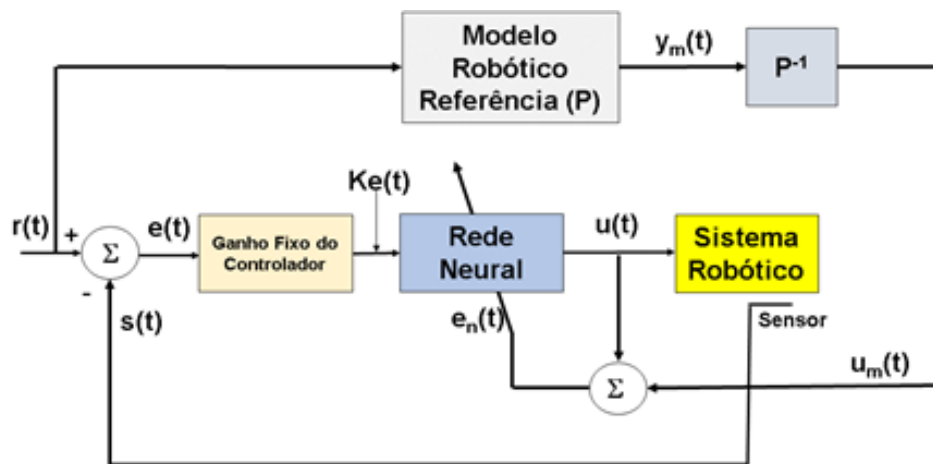 Modelo
Robótico
Referência (P)
yₘ(t)
P⁻¹
r(t)
+
Σ
-
e(t)
Ganho Fixo do
Controlador
Ke(t)
Rede
Neural
u(t)
Sistema
Robótico
s(t)
eₙ(t)
Sensor
Σ
uₘ(t)